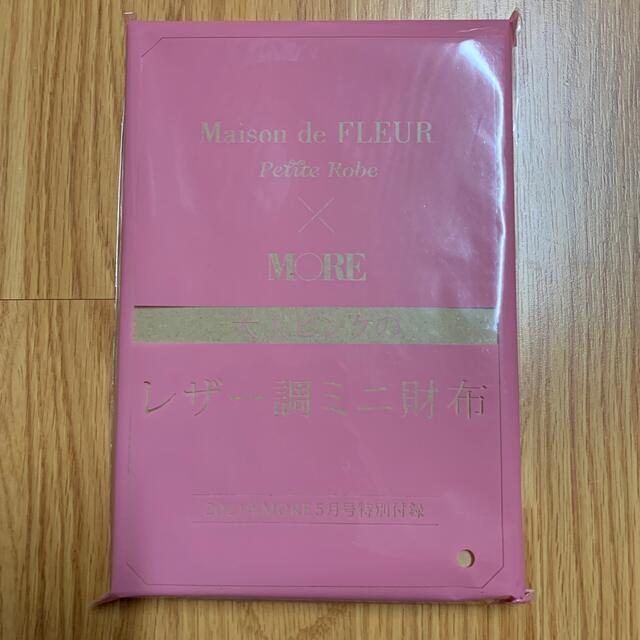 Maison de FLEUR
Petite Robe
×
MORE
大人ピンクの
レザー調ミニ財布
MORE5月号特別付録